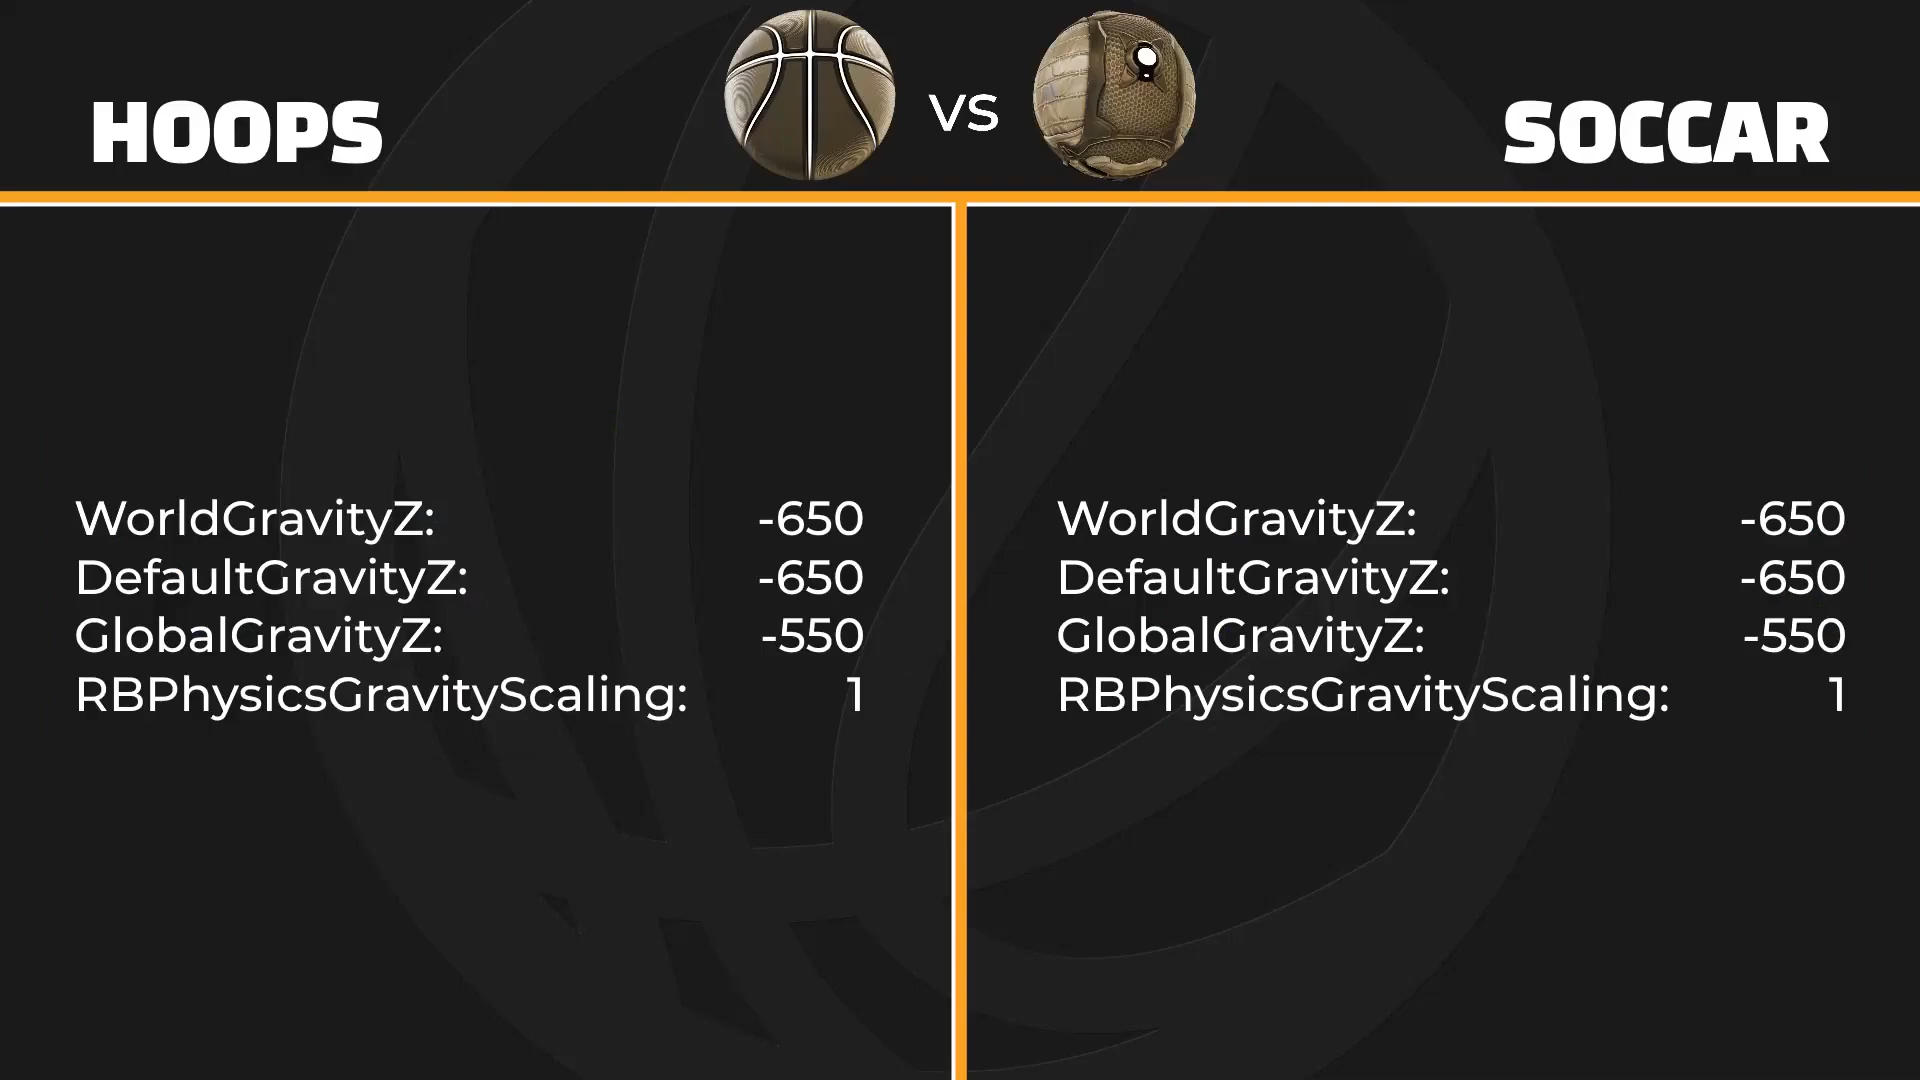 HOOPS
VS
SOCCAR
WorldGravityZ: -650
DefaultGravityZ: -650
GlobalGravityZ: -550
RBPhysicsGravityScaling: 1
WorldGravityZ: -650
DefaultGravityZ: -650
GlobalGravityZ: -550
RBPhysicsGravityScaling: 1